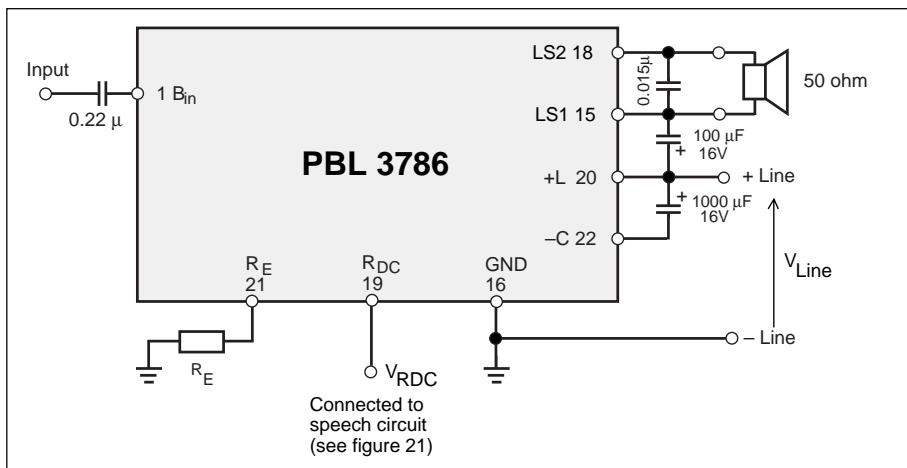 Input
0.22 μ
1 Bin
PBL 3786
LS2 18
LS1 15
+L 20
–C 22
0.015μ
50 ohm
100 μF
16V
+
+ Line
+
1000 μF
16V
VLine
– Line
RE
21
RDC
19
GND
16
RE
VRDC
Connected to
speech circuit
(see figure 21)